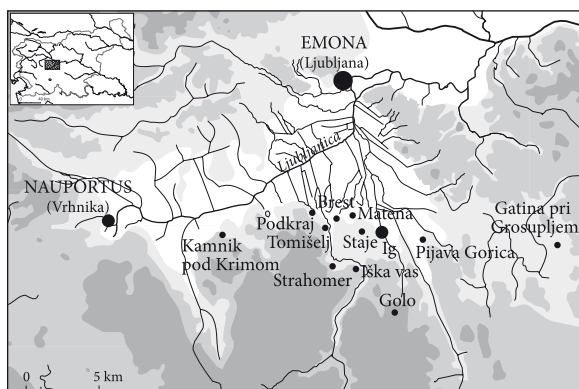 EMONA
(Ljubljana)
Ljubljanica
NAUPORTUS
(Vrhnika)
Brest
Matena
Podkraj
Tomišelj
Staje
Ig
Gatina pri
Grosupljem
Kamnik
pod Krimom
Pijava Gorica
Strahomer
Iška vas
Golo
0 5 km